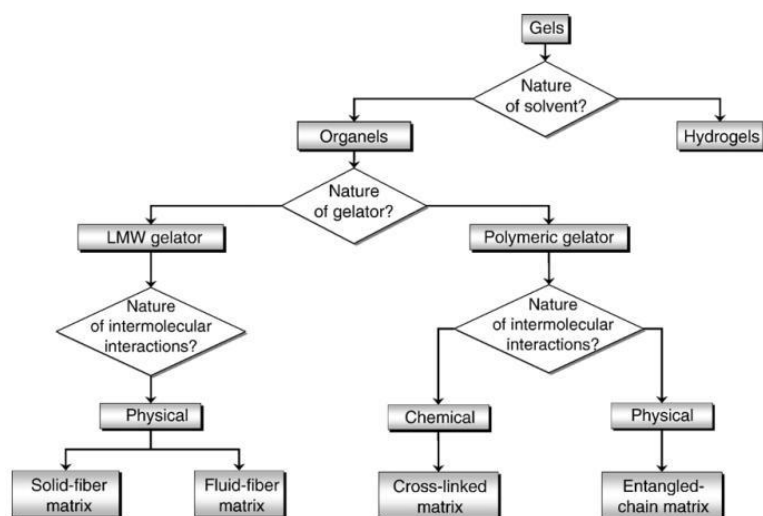 Gels
Nature
of solvent?
Organels
Hydrogels
Nature
of gelator?
LMW gelator
Polymeric gelator
Nature
of intermolecular
interactions?
Nature
of intermolecular
interactions?
Physical
Chemical
Physical
Solid-fiber
matrix
Fluid-fiber
matrix
Cross-linked
matrix
Entangled-
chain matrix